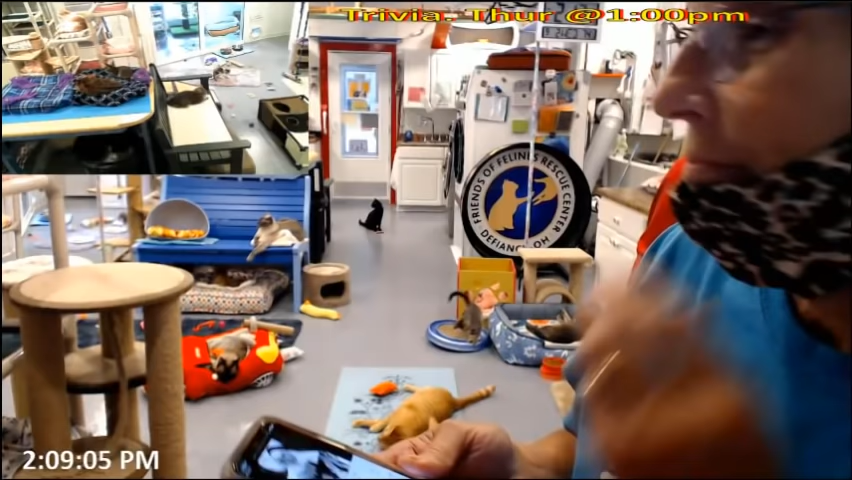 Trivia. Thur @1:00pm
FRIENDS OF FELINES' RESCUE CENTER
DEFIANCE, OH
2:09:05 PM